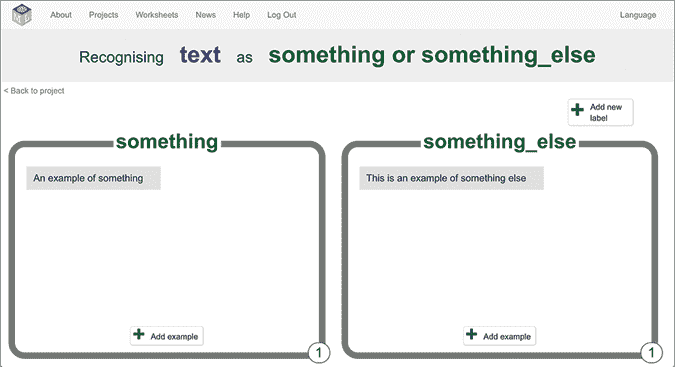 About Projects Worksheets News Help Log Out Language
Recognising text as something or something_else
< Back to project
Add new
label
something something_else
An example of something This is an example of something else
Add example Add example
1 1